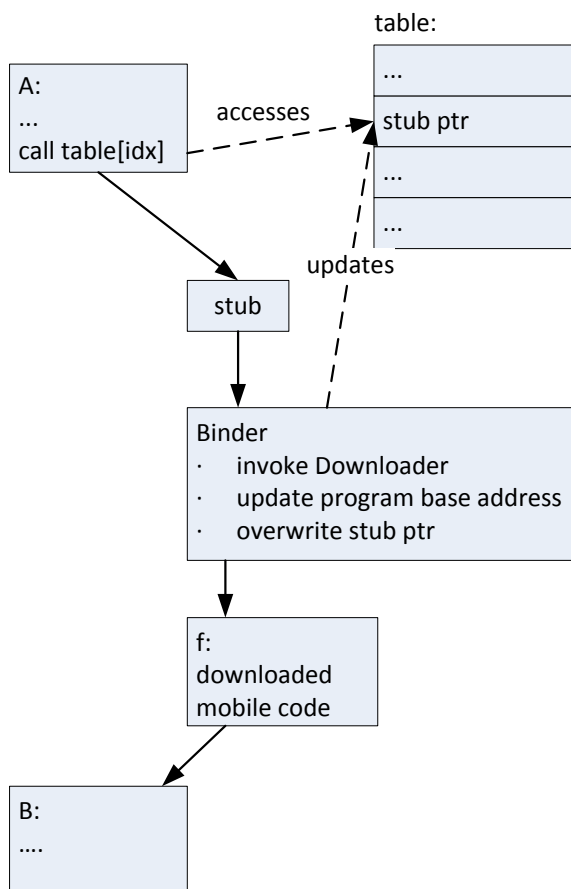 table:
...
stub ptr
...
...
A:
...
call table[idx]
accesses
updates
stub
Binder
· invoke Downloader
· update program base address
· overwrite stub ptr
f:
downloaded
mobile code
B:
....